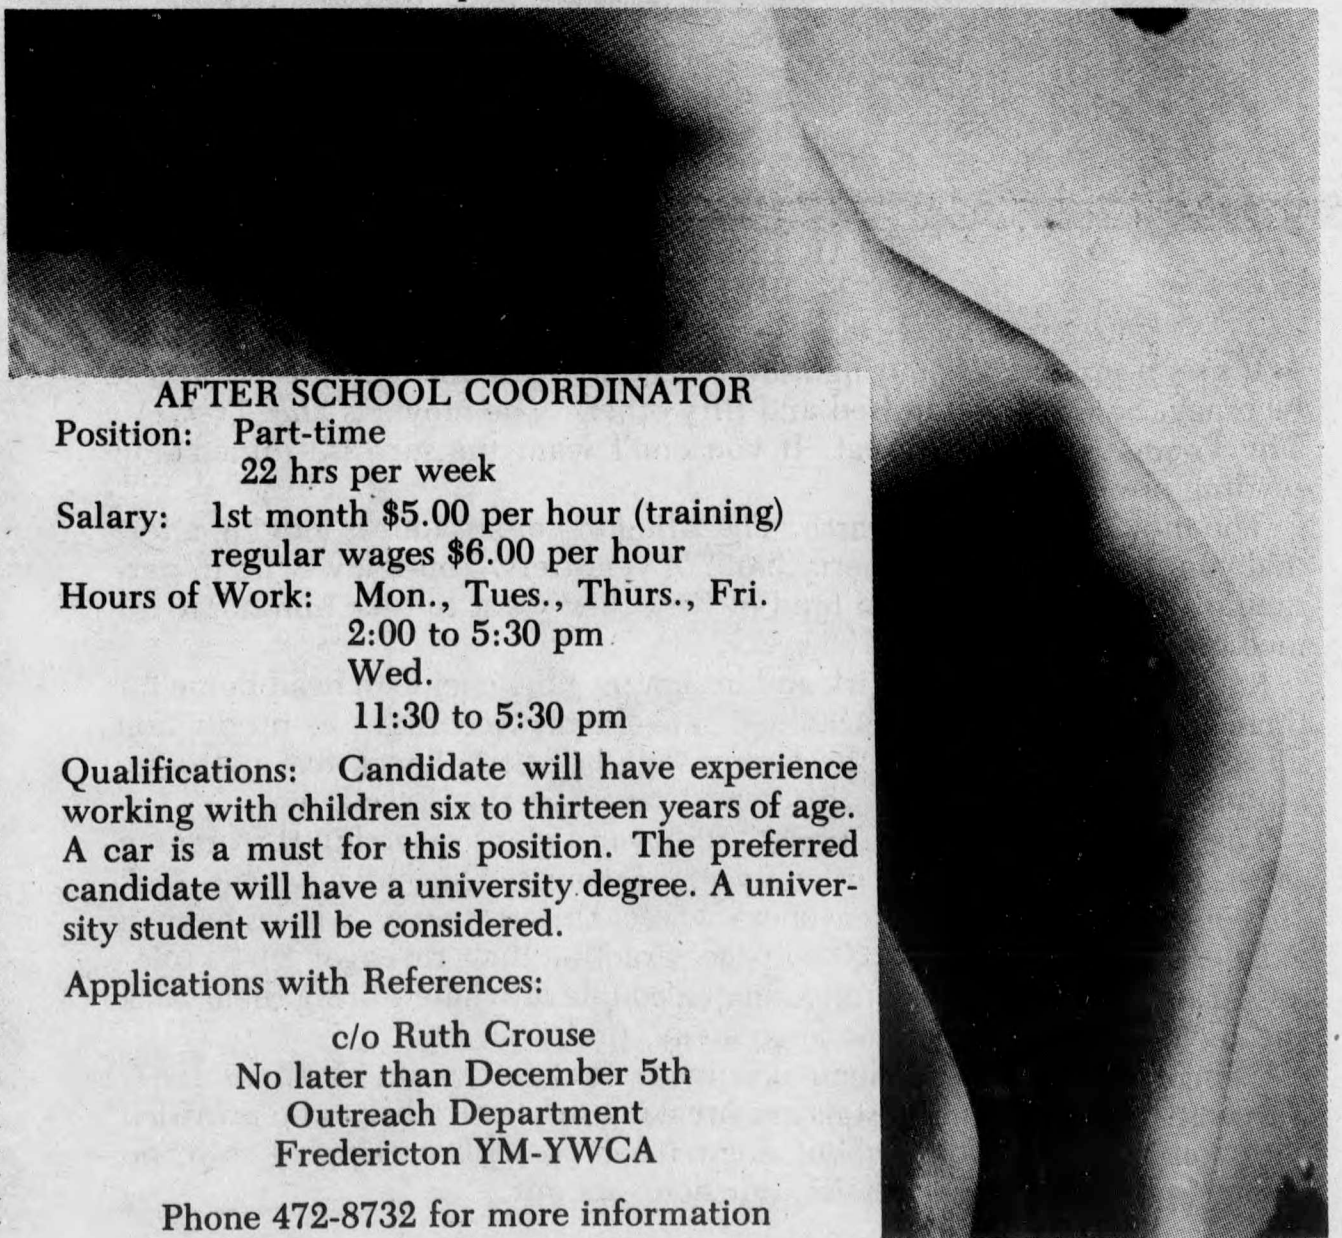 AFTER SCHOOL COORDINATOR
Position: Part-time
22 hrs per week
Salary: 1st month $5.00 per hour (training)
regular wages $6.00 per hour
Hours of Work: Mon., Tues., Thurs., Fri.
2:00 to 5:30 pm
Wed.
11:30 to 5:30 pm
Qualifications: Candidate will have experience
working with children six to thirteen years of age.
A car is a must for this position. The preferred
candidate will have a university degree. A univer-
sity student will be considered.
Applications with References:
c/o Ruth Crouse
No later than December 5th
Outreach Department
Fredericton YM-YWCA
Phone 472-8732 for more information